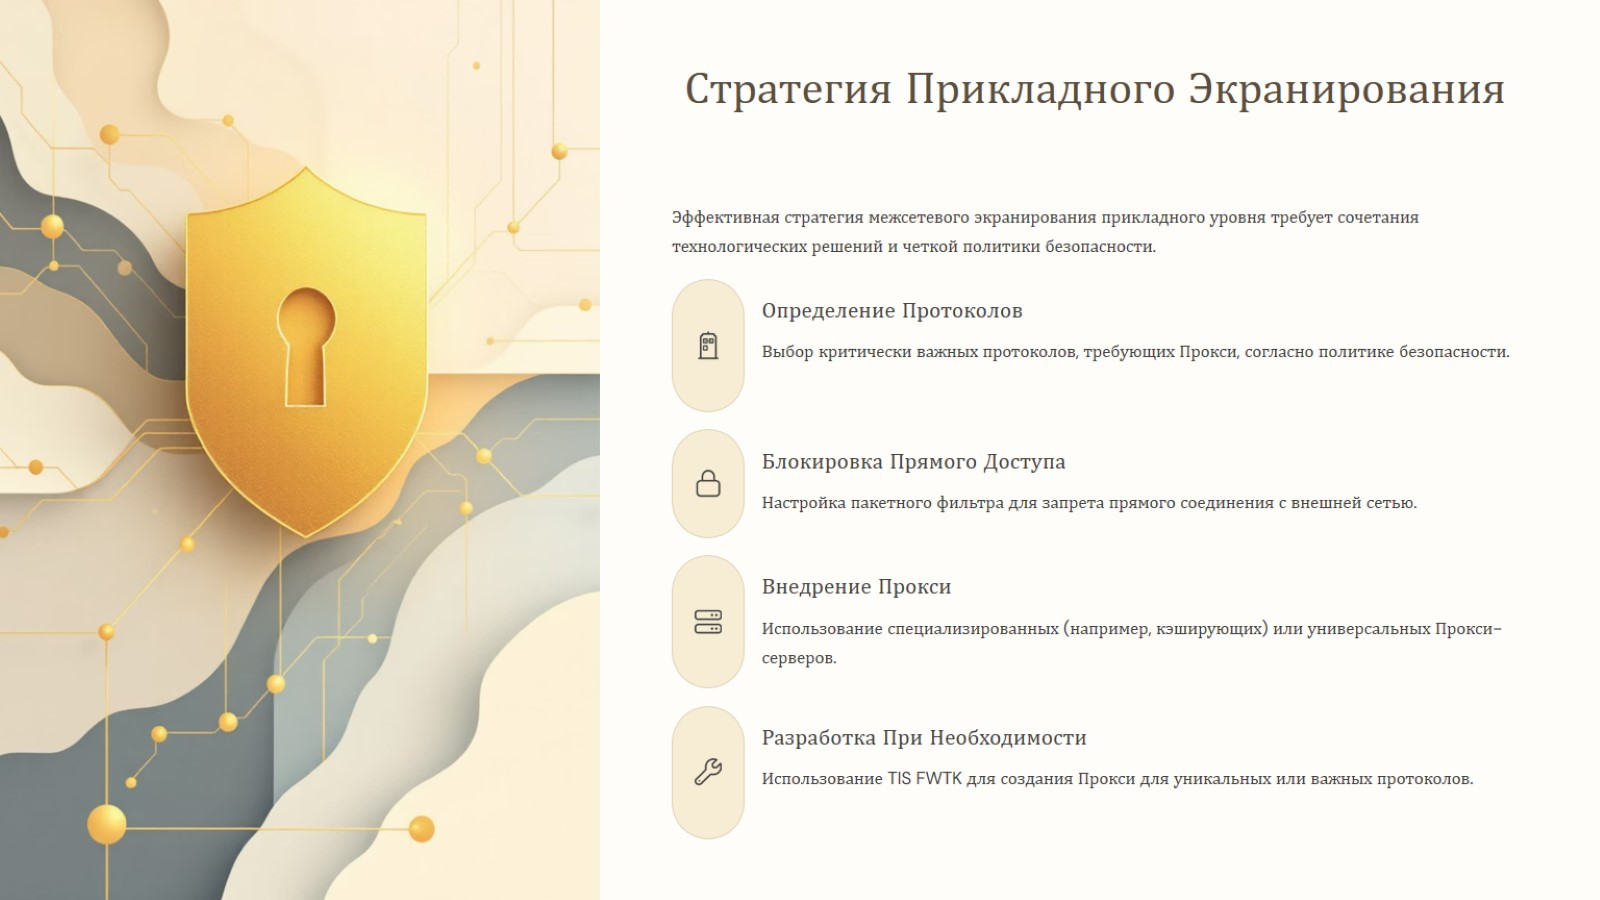 Стратегия Прикладного Экранирования
Эффективная стратегия межсетевого экранирования прикладного уровня требует сочетания
технологических решений и четкой политики безопасности.
Определение Протоколов
Выбор критически важных протоколов, требующих Прокси, согласно политике безопасности.
Блокировка Прямого Доступа
Настройка пакетного фильтра для запрета прямого соединения с внешней сетью.
Внедрение Прокси
Использование специализированных (например, кэширующих) или универсальных Прокси-
серверов.
Разработка При Необходимости
Использование TIS FWTK для создания Прокси для уникальных или важных протоколов.